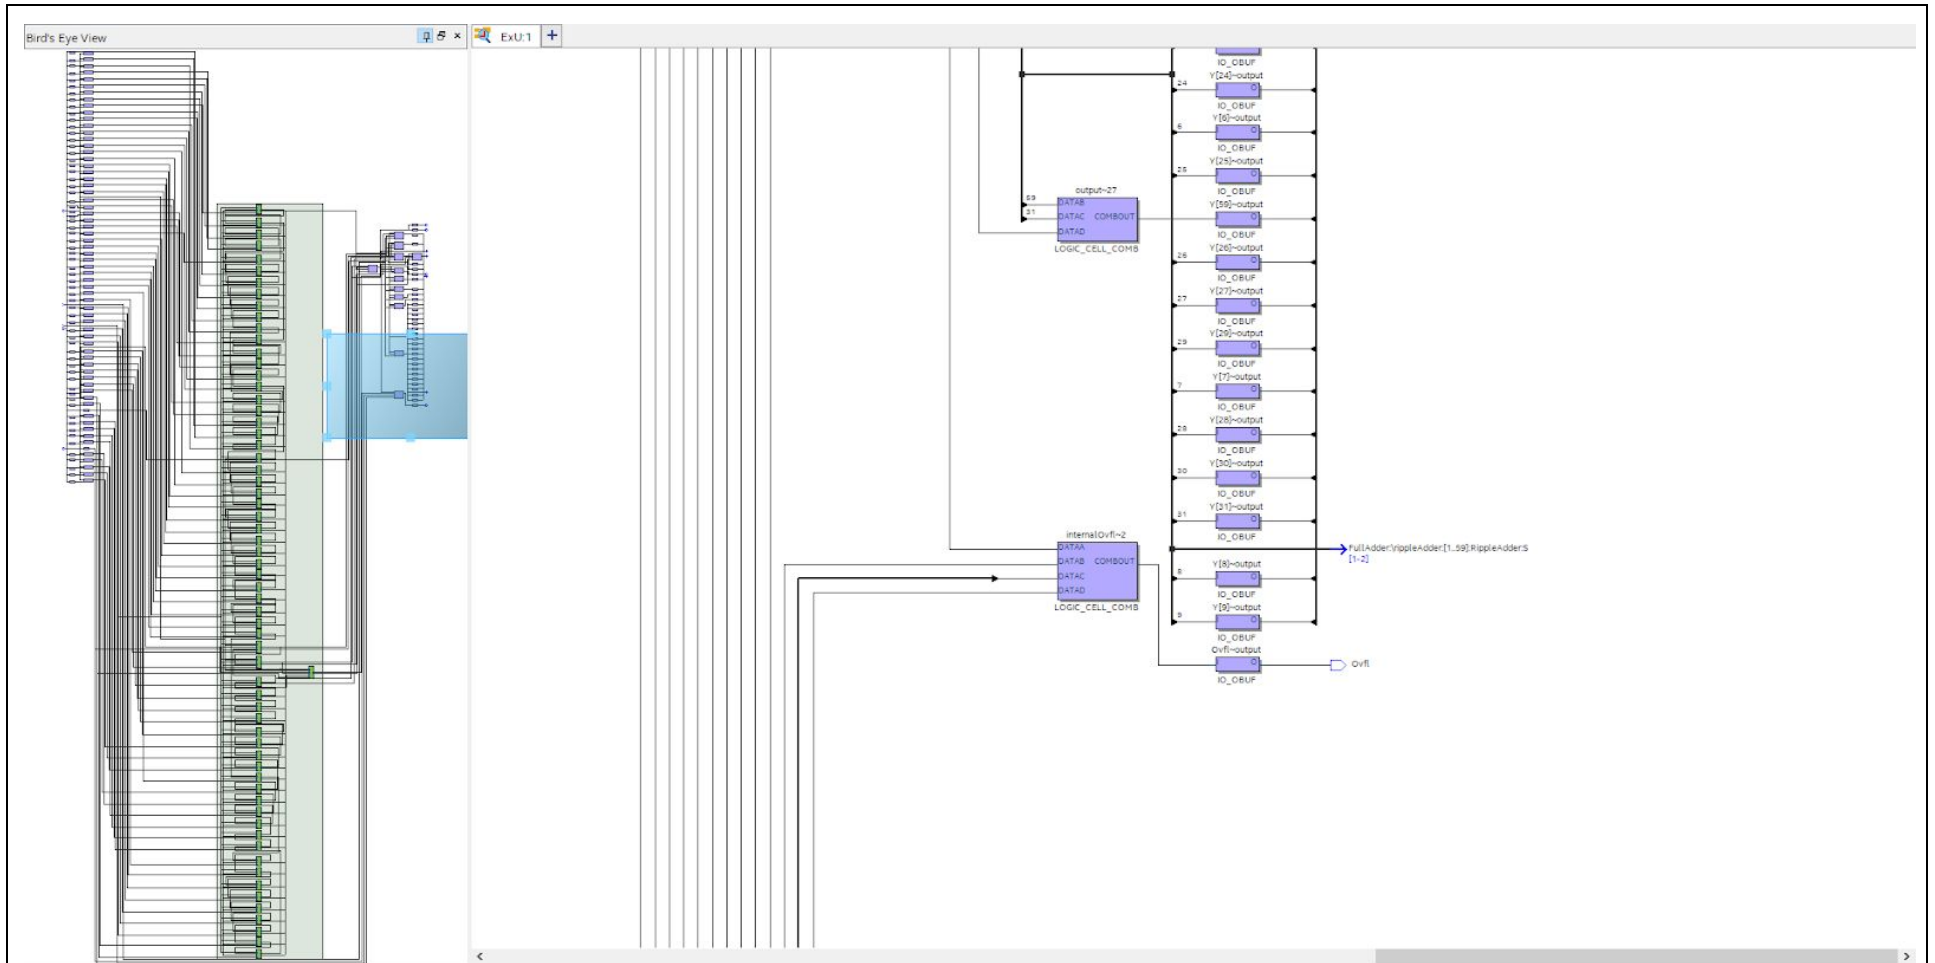 Bird's Eye View
ExU:1
Y[24]~output
24
IO_OBUF
Y[6]~output
6
IO_OBUF
Y[25]~output
25
IO_OBUF
output~27
59
DATAB
31
DATAC COMBOUT
DATAD
LOGIC_CELL_COMB
Y[59]~output
IO_OBUF
Y[26]~output
26
IO_OBUF
Y[27]~output
27
IO_OBUF
Y[29]~output
29
IO_OBUF
Y[7]~output
7
IO_OBUF
Y[28]~output
28
IO_OBUF
Y[30]~output
30
IO_OBUF
Y[31]~output
31
IO_OBUF
internalOvfl~2
DATAA
DATAB COMBOUT
DATAC
DATAD
LOGIC_CELL_COMB
FullAdder:\rippleAdder:[1..59]:RippleAdder:S
[1-2]
Y[8]~output
8
IO_OBUF
Y[9]~output
9
IO_OBUF
Ovfl~output
Ovfl
IO_OBUF